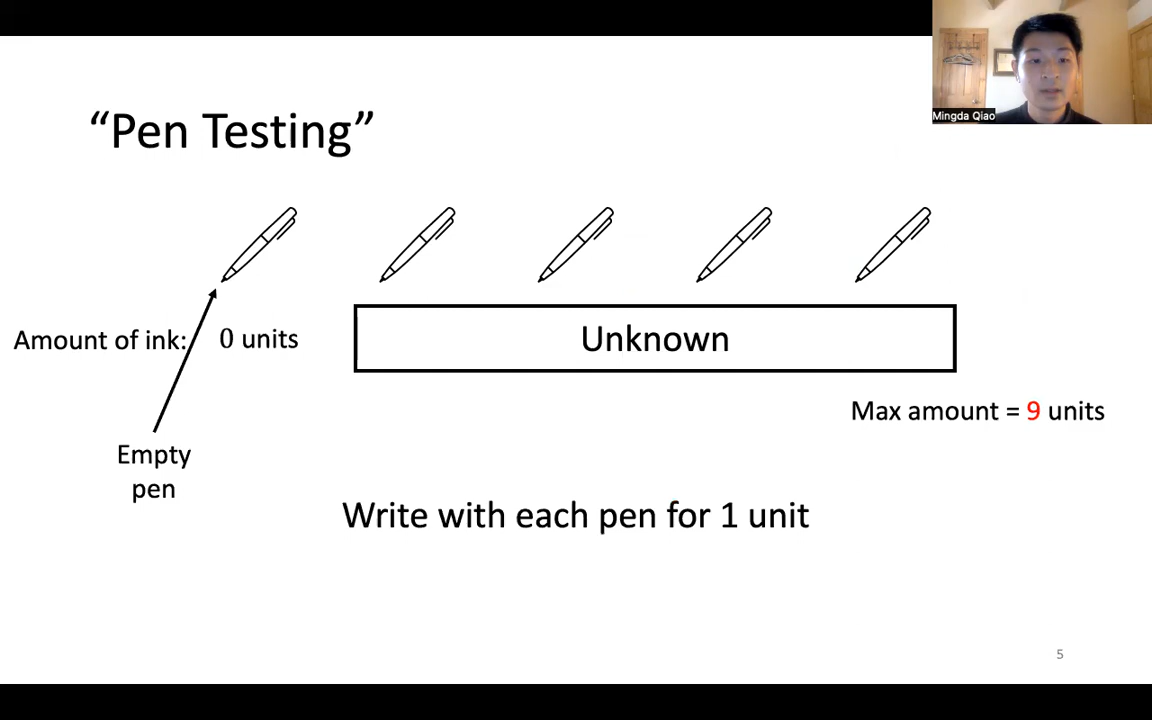 Mingda Qiao
“Pen Testing”
Amount of ink:
0 units
Unknown
Max amount = 9 units
Empty
pen
Write with each pen for 1 unit
5